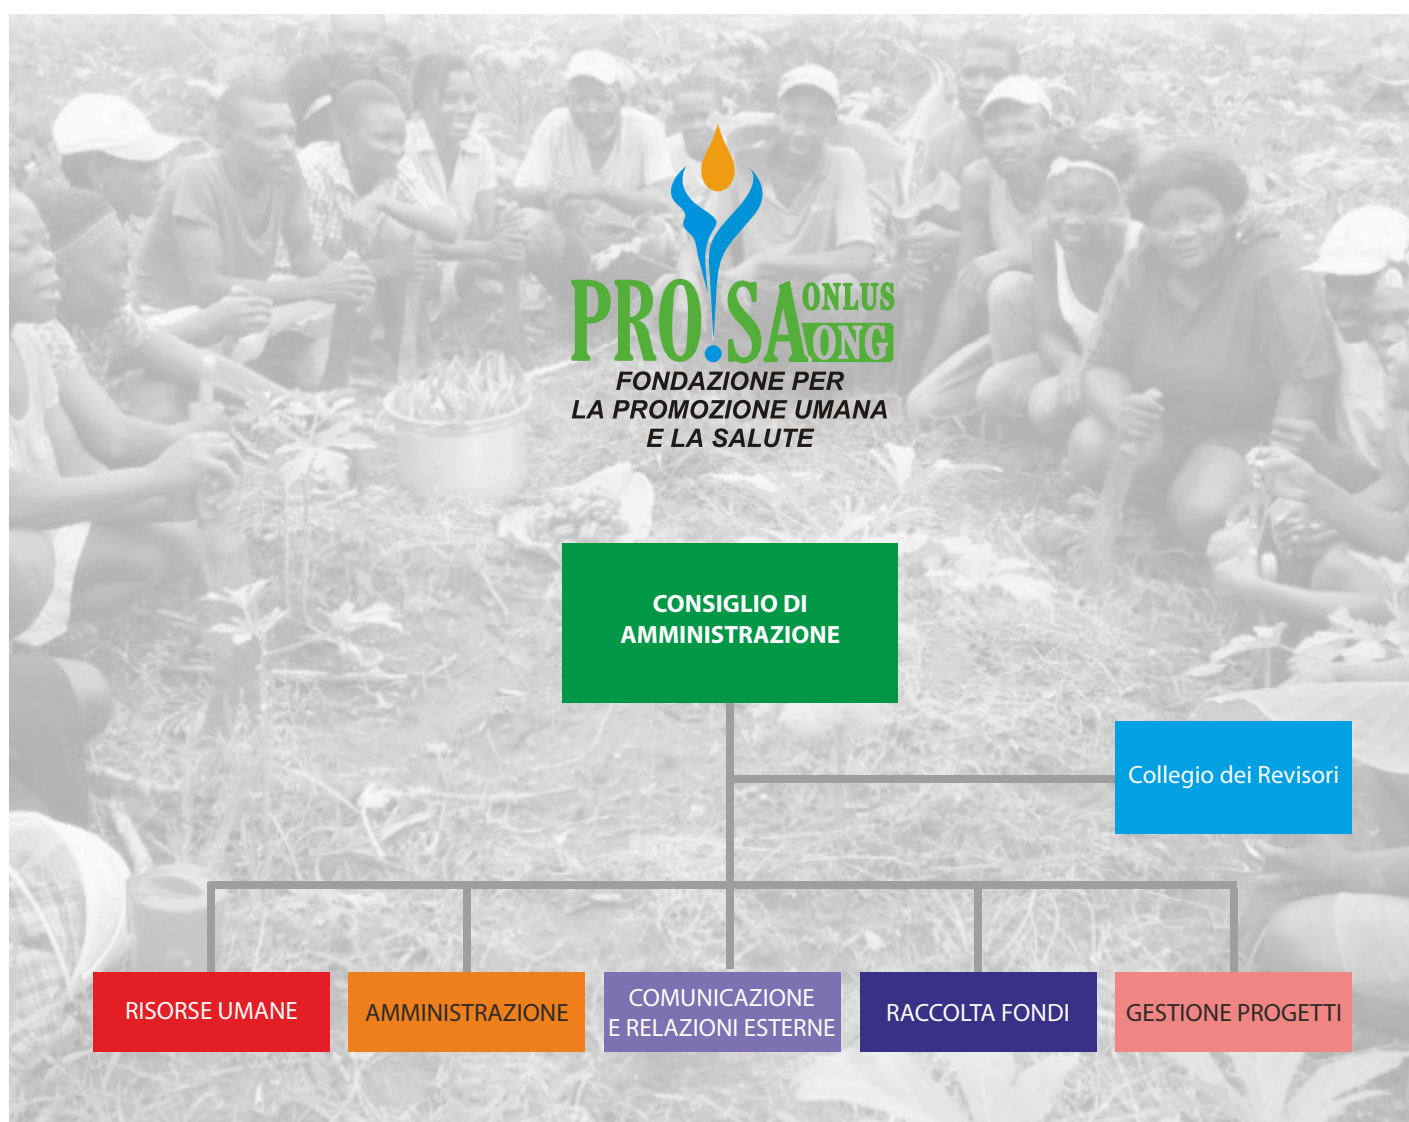 PRO.SA
ONLUS
ONG
FONDAZIONE PER
LA PROMOZIONE UMANA
E LA SALUTE
CONSIGLIO DI
AMMINISTRAZIONE
Collegio dei Revisori
RISORSE UMANE
AMMINISTRAZIONE
COMUNICAZIONE
E RELAZIONI ESTERNE
RACCOLTA FONDI
GESTIONE PROGETTI